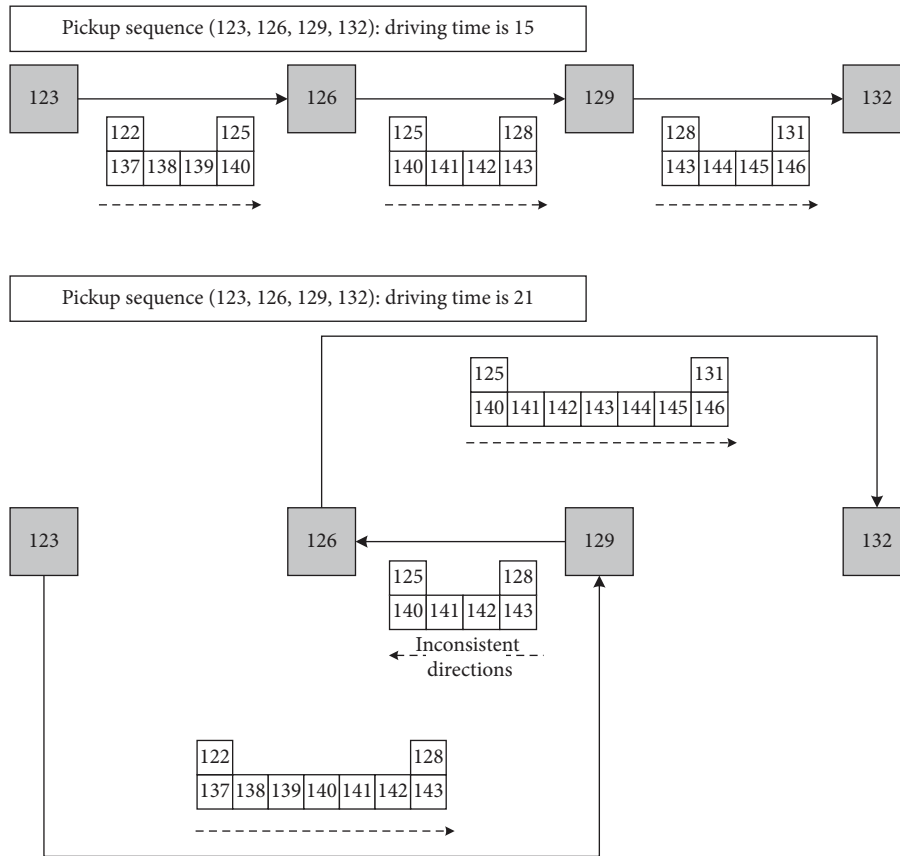 Pickup sequence (123, 126, 129, 132): driving time is 15
123 126 129 132
122 125 125 128 128 131
137 138 139 140 140 141 142 143 143 144 145 146
Pickup sequence (123, 126, 129, 132): driving time is 21
125 131
140 141 142 143 144 145 146
123 126 129 132
125 128
140 141 142 143
Inconsistent
directions
122 128
137 138 139 140 141 142 143